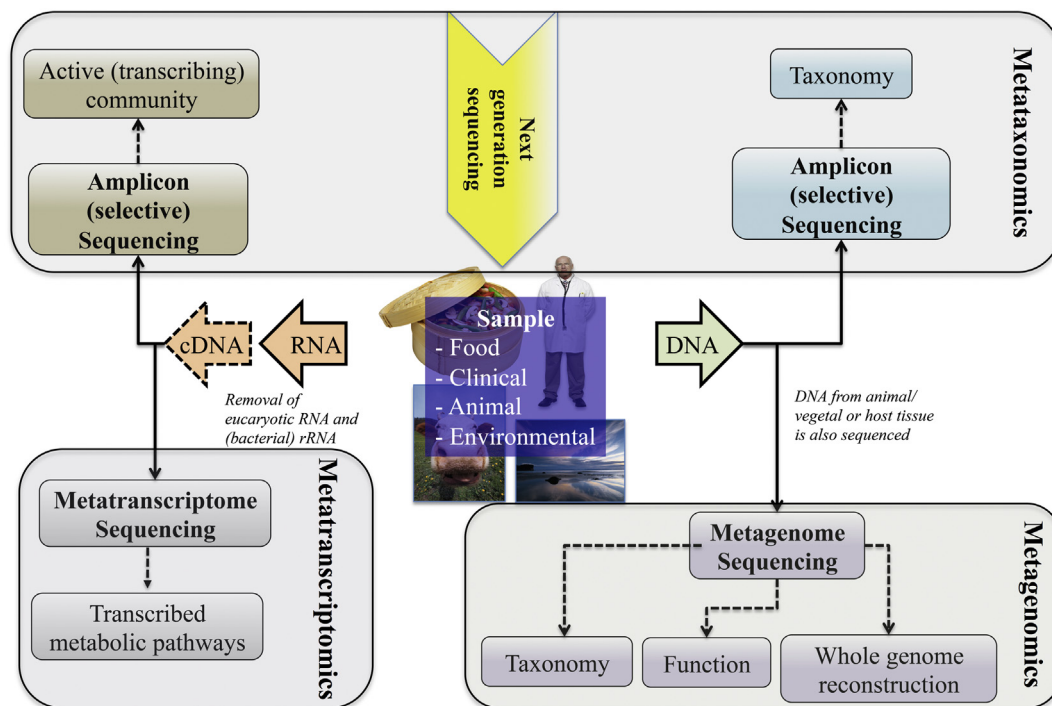 Active (transcribing)
community
Amplicon
(selective)
Sequencing
Next
generation
sequencing
Taxonomy
Amplicon
(selective)
Sequencing
Metataxonomics
cDNA
RNA
Removal of
eucaryotic RNA and
(bacterial) rRNA
Sample
- Food
- Clinical
- Animal
- Environmental
DNA
DNA from animal/
vegetal or host tissue
is also sequenced
Metatranscriptome
Sequencing
Transcribed
metabolic pathways
Metatranscriptomics
Metagenome
Sequencing
Taxonomy
Function
Whole genome
reconstruction
Metagenomics